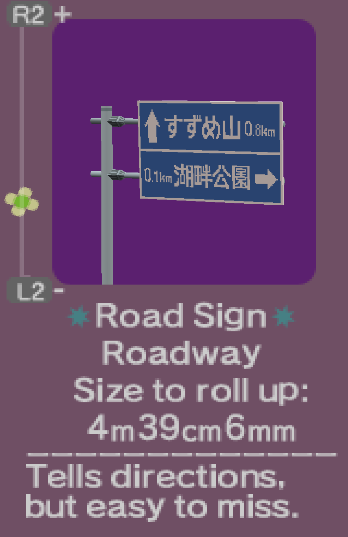 R2 +
すずめ山 0.8km
0.1km 湖畔公園
L2 -
Road Sign
Roadway
Size to roll up:
4m39cm6mm
Tells directions,
but easy to miss.